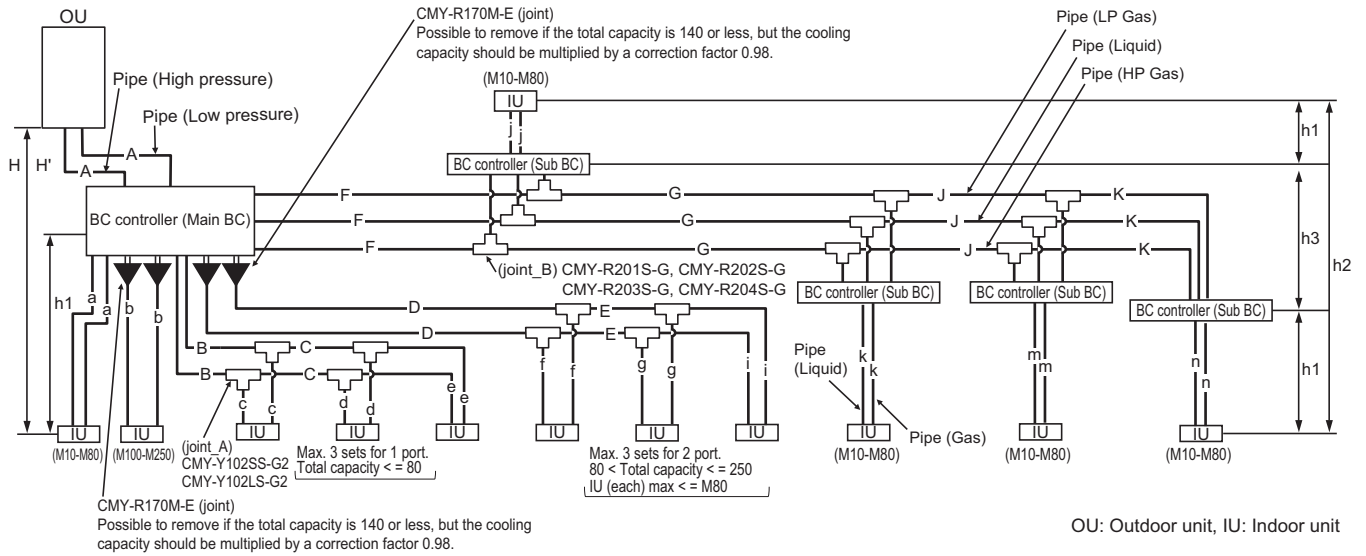 OU
CMY-R170M-E (joint)
Possible to remove if the total capacity is 140 or less, but the cooling
capacity should be multiplied by a correction factor 0.98.
Pipe (LP Gas)
Pipe (Liquid)
Pipe (HP Gas)
Pipe (High pressure)
Pipe (Low pressure)
(M10-M80)
IU
h1
j j
H
H'
A
A
BC controller (Sub BC)
h2
BC controller (Main BC)
F
G
J
K
F
G
J
K
F
G
J
K
h3
(joint_B) CMY-R201S-G, CMY-R202S-G
CMY-R203S-G, CMY-R204S-G
BC controller (Sub BC)
BC controller (Sub BC)
BC controller (Sub BC)
h1
a
a
b
b
D
E
D
E
B
C
B
C
c
c
d
d
e
e
f
f
g
g
i
i
Pipe
(Liquid)
k
k
m
m
n
n
h1
Pipe (Gas)
IU
IU
IU
IU
IU
IU
IU
IU
IU
IU
IU
(M10-M80)
(M100-M250)
(joint_A)
CMY-Y102SS-G2
CMY-Y102LS-G2
Max. 3 sets for 1 port.
Total capacity < = 80
Max. 3 sets for 2 port.
80 < Total capacity < = 250
IU (each) max < = M80
(M10-M80)
(M10-M80)
(M10-M80)
CMY-R170M-E (joint)
Possible to remove if the total capacity is 140 or less, but the cooling
capacity should be multiplied by a correction factor 0.98.
OU: Outdoor unit, IU: Indoor unit